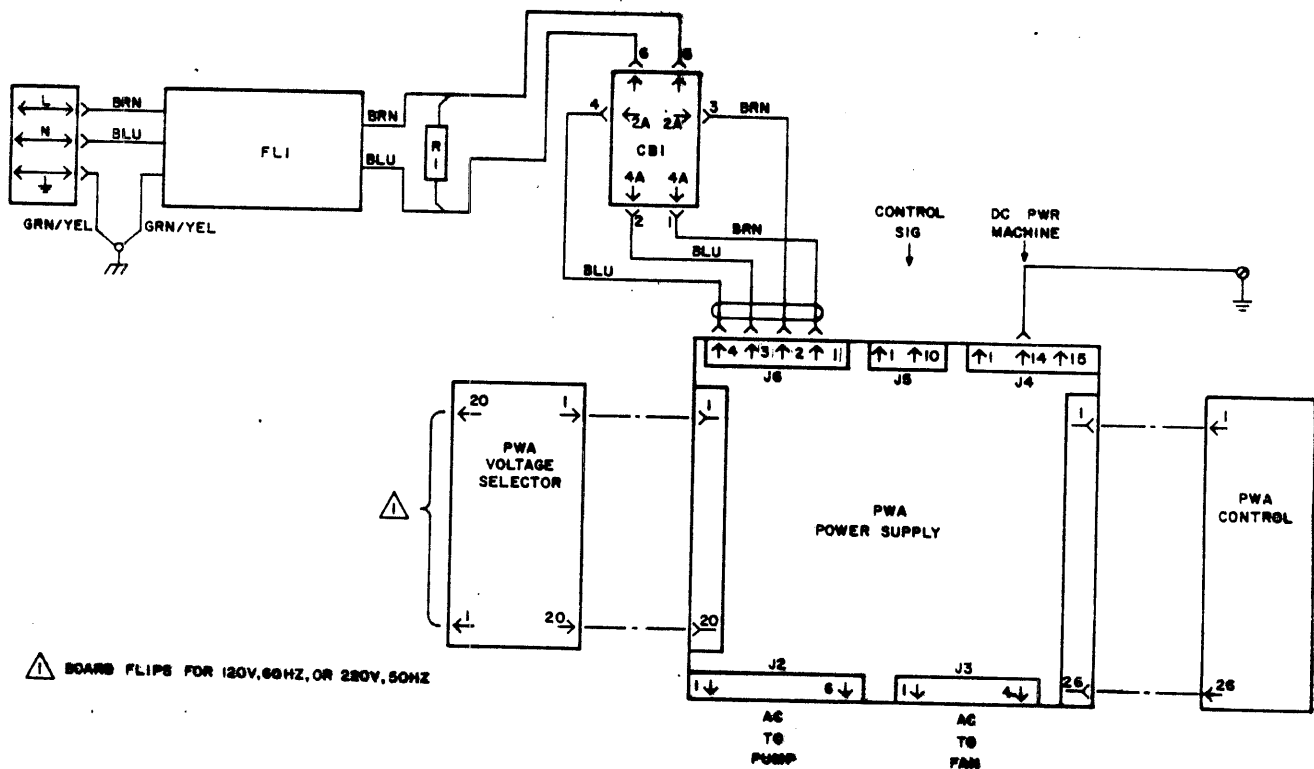 6 5
L BRN
N BLU
GRN/YEL GRN/YEL
FL1
BRN
BLU
R1
4 2A 2A 3 BRN
CB1
4A 4A
2 1
BRN
BLU
BLU
CONTROL
SIG
DC PWR
MACHINE
4 3 2 1
J6
1 10
J5
1 14 15
J4
20 1
PWA
VOLTAGE
SELECTOR
1 20
1
1
20
PWA
POWER SUPPLY
1
26
1
PWA
CONTROL
26
1 BOARD FLIPS FOR 120V,60HZ, OR 220V,50HZ
J2
1 6
J3
1 4
AC
TO
PUMP
AC
TO
FAN